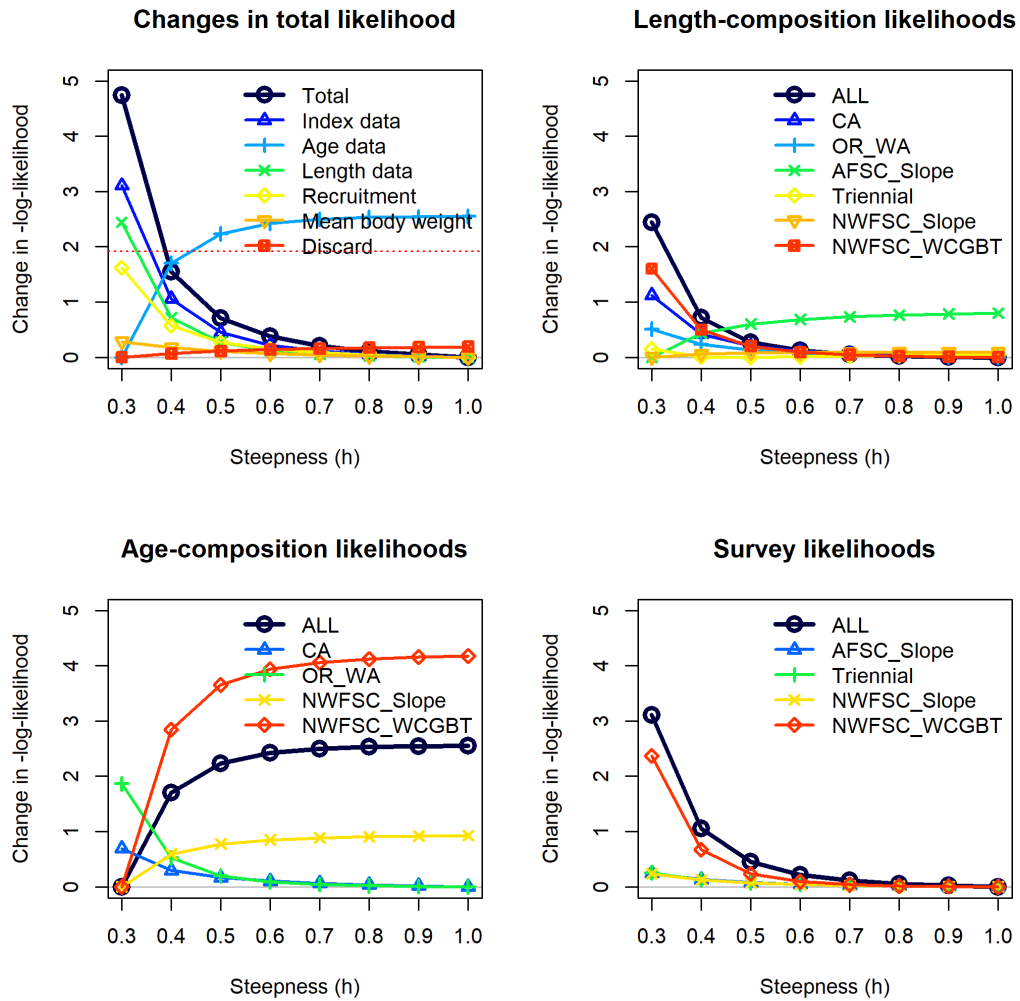 Changes in total likelihood
Change in -log-likelihood
5
4
3
2
1
0
Total
Index data
Age data
Length data
Recruitment
Mean body weight
Discard
0.3 0.4 0.5 0.6 0.7 0.8 0.9 1.0
Steepness (h)
Length-composition likelihoods
Change in -log-likelihood
5
4
3
2
1
0
ALL
CA
OR_WA
AFSC_Slope
Triennial
NWFSC_Slope
NWFSC_WCGBT
0.3 0.4 0.5 0.6 0.7 0.8 0.9 1.0
Steepness (h)
Age-composition likelihoods
Change in -log-likelihood
5
4
3
2
1
0
ALL
CA
OR_WA
NWFSC_Slope
NWFSC_WCGBT
0.3 0.4 0.5 0.6 0.7 0.8 0.9 1.0
Steepness (h)
Survey likelihoods
Change in -log-likelihood
5
4
3
2
1
0
ALL
AFSC_Slope
Triennial
NWFSC_Slope
NWFSC_WCGBT
0.3 0.4 0.5 0.6 0.7 0.8 0.9 1.0
Steepness (h)